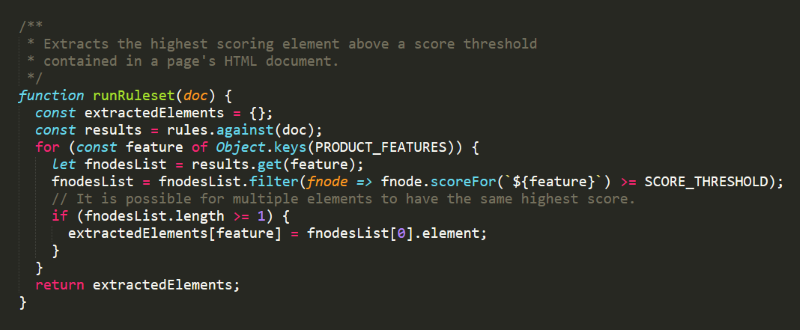 /**
 * Extracts the highest scoring element above a score threshold
 * contained in a page's HTML document.
 */
function runRuleset(doc) {
  const extractedElements = {};
  const results = rules.against(doc);
  for (const feature of Object.keys(PRODUCT_FEATURES)) {
    let fnodesList = results.get(feature);
    fnodesList = fnodesList.filter(fnode => fnode.scoreFor(`${feature}`) >= SCORE_THRESHOLD);
    // It is possible for multiple elements to have the same highest score.
    if (fnodesList.length >= 1) {
      extractedElements[feature] = fnodesList[0].element;
    }
  }
  return extractedElements;
}